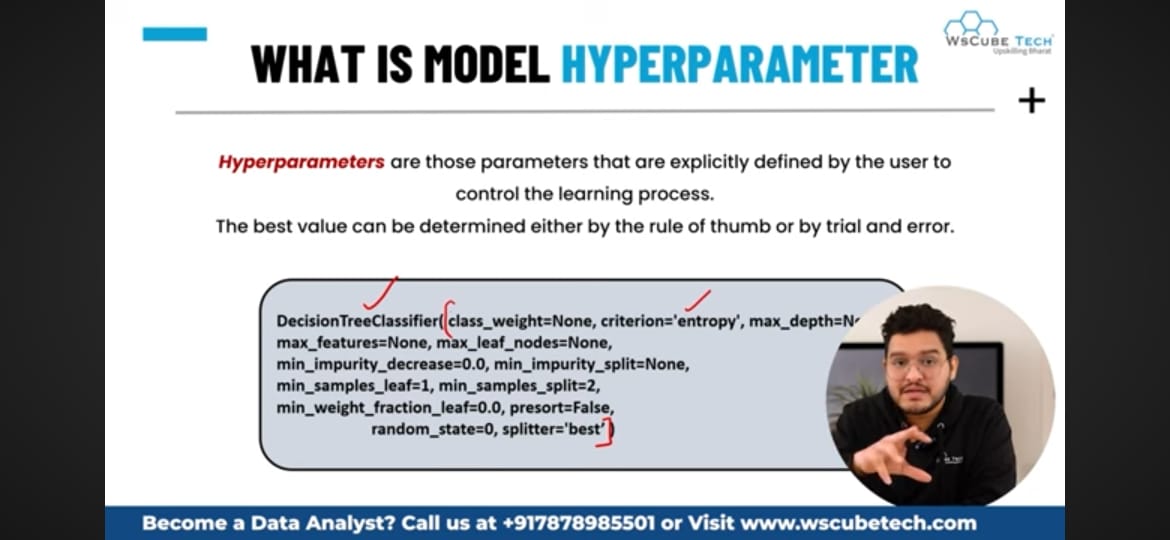 WsCube Tech
Upskilling Bharat
WHAT IS MODEL HYPERPARAMETER
Hyperparameters are those parameters that are explicitly defined by the user to
control the learning process.
The best value can be determined either by the rule of thumb or by trial and error.
DecisionTreeClassifier(class_weight=None, criterion='entropy', max_depth=N
max_features=None, max_leaf_nodes=None,
min_impurity_decrease=0.0, min_impurity_split=None,
min_samples_leaf=1, min_samples_split=2,
min_weight_fraction_leaf=0.0, presort=False,
random_state=0, splitter='best')
Become a Data Analyst? Call us at +917878985501 or Visit www.wscubetech.com